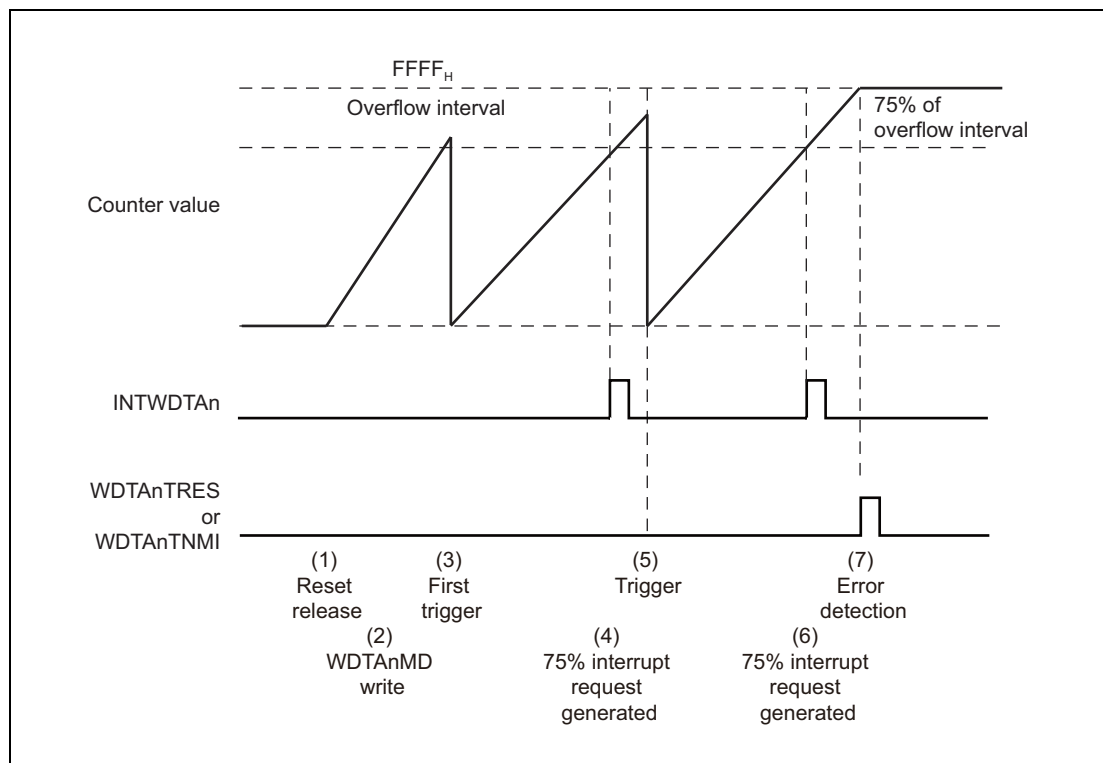 FFFFH
Overflow interval
75% of
overflow interval
Counter value
INTWDTAn
WDTAnTRES
or
WDTAnTNMI
(1)
Reset
release
(2)
WDTAnMD
write
(3)
First
trigger
(4)
75% interrupt
request
generated
(5)
Trigger
(6)
75% interrupt
request
generated
(7)
Error
detection